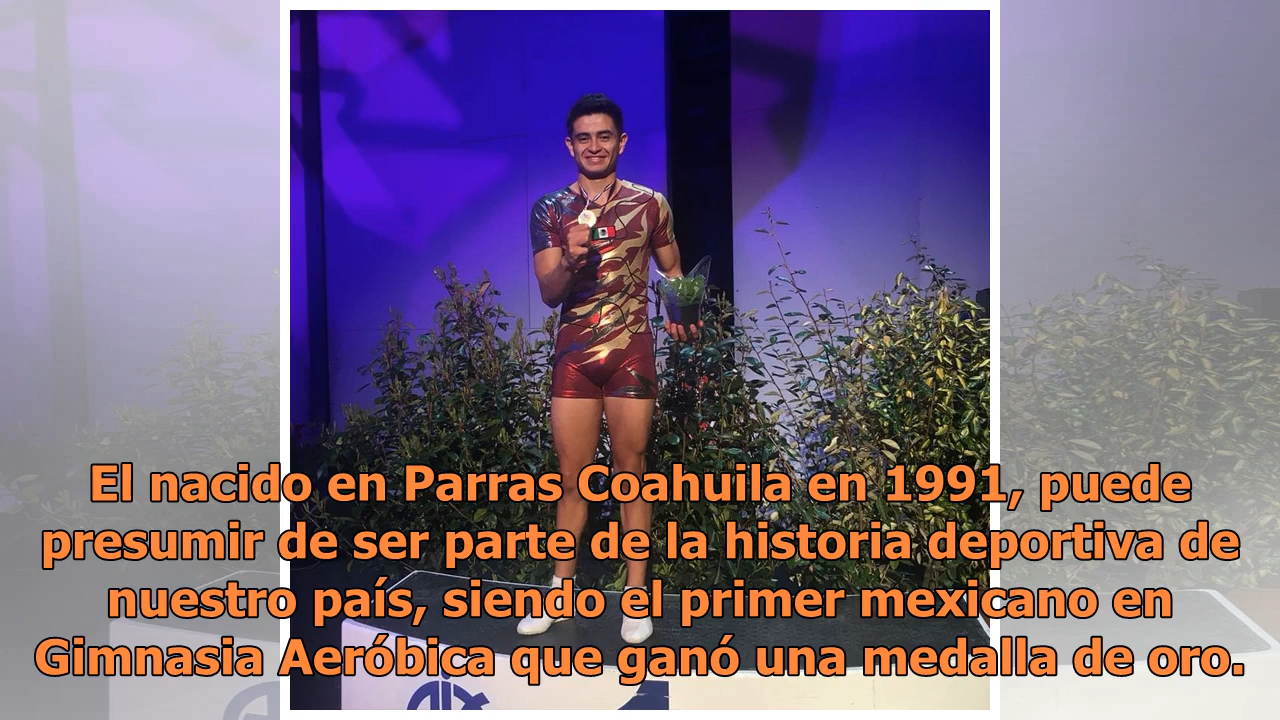 El nacido en Parras Coahuila en 1991, puede
presumir de ser parte de la historia deportiva de
nuestro país, siendo el primer mexicano en
Gimnasia Aeróbica que ganó una medalla de oro.